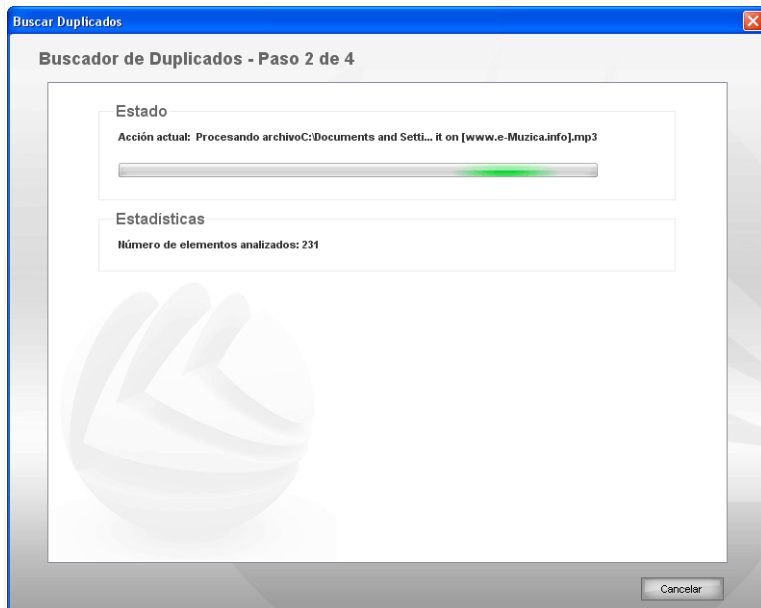 Buscar Duplicados
Buscador de Duplicados - Paso 2 de 4
Estado
Acción actual: Procesando archivoC:\Documents and Setti... it on [www.e-Muzica.info].mp3
Estadísticas
Número de elementos analizados: 231
Cancelar